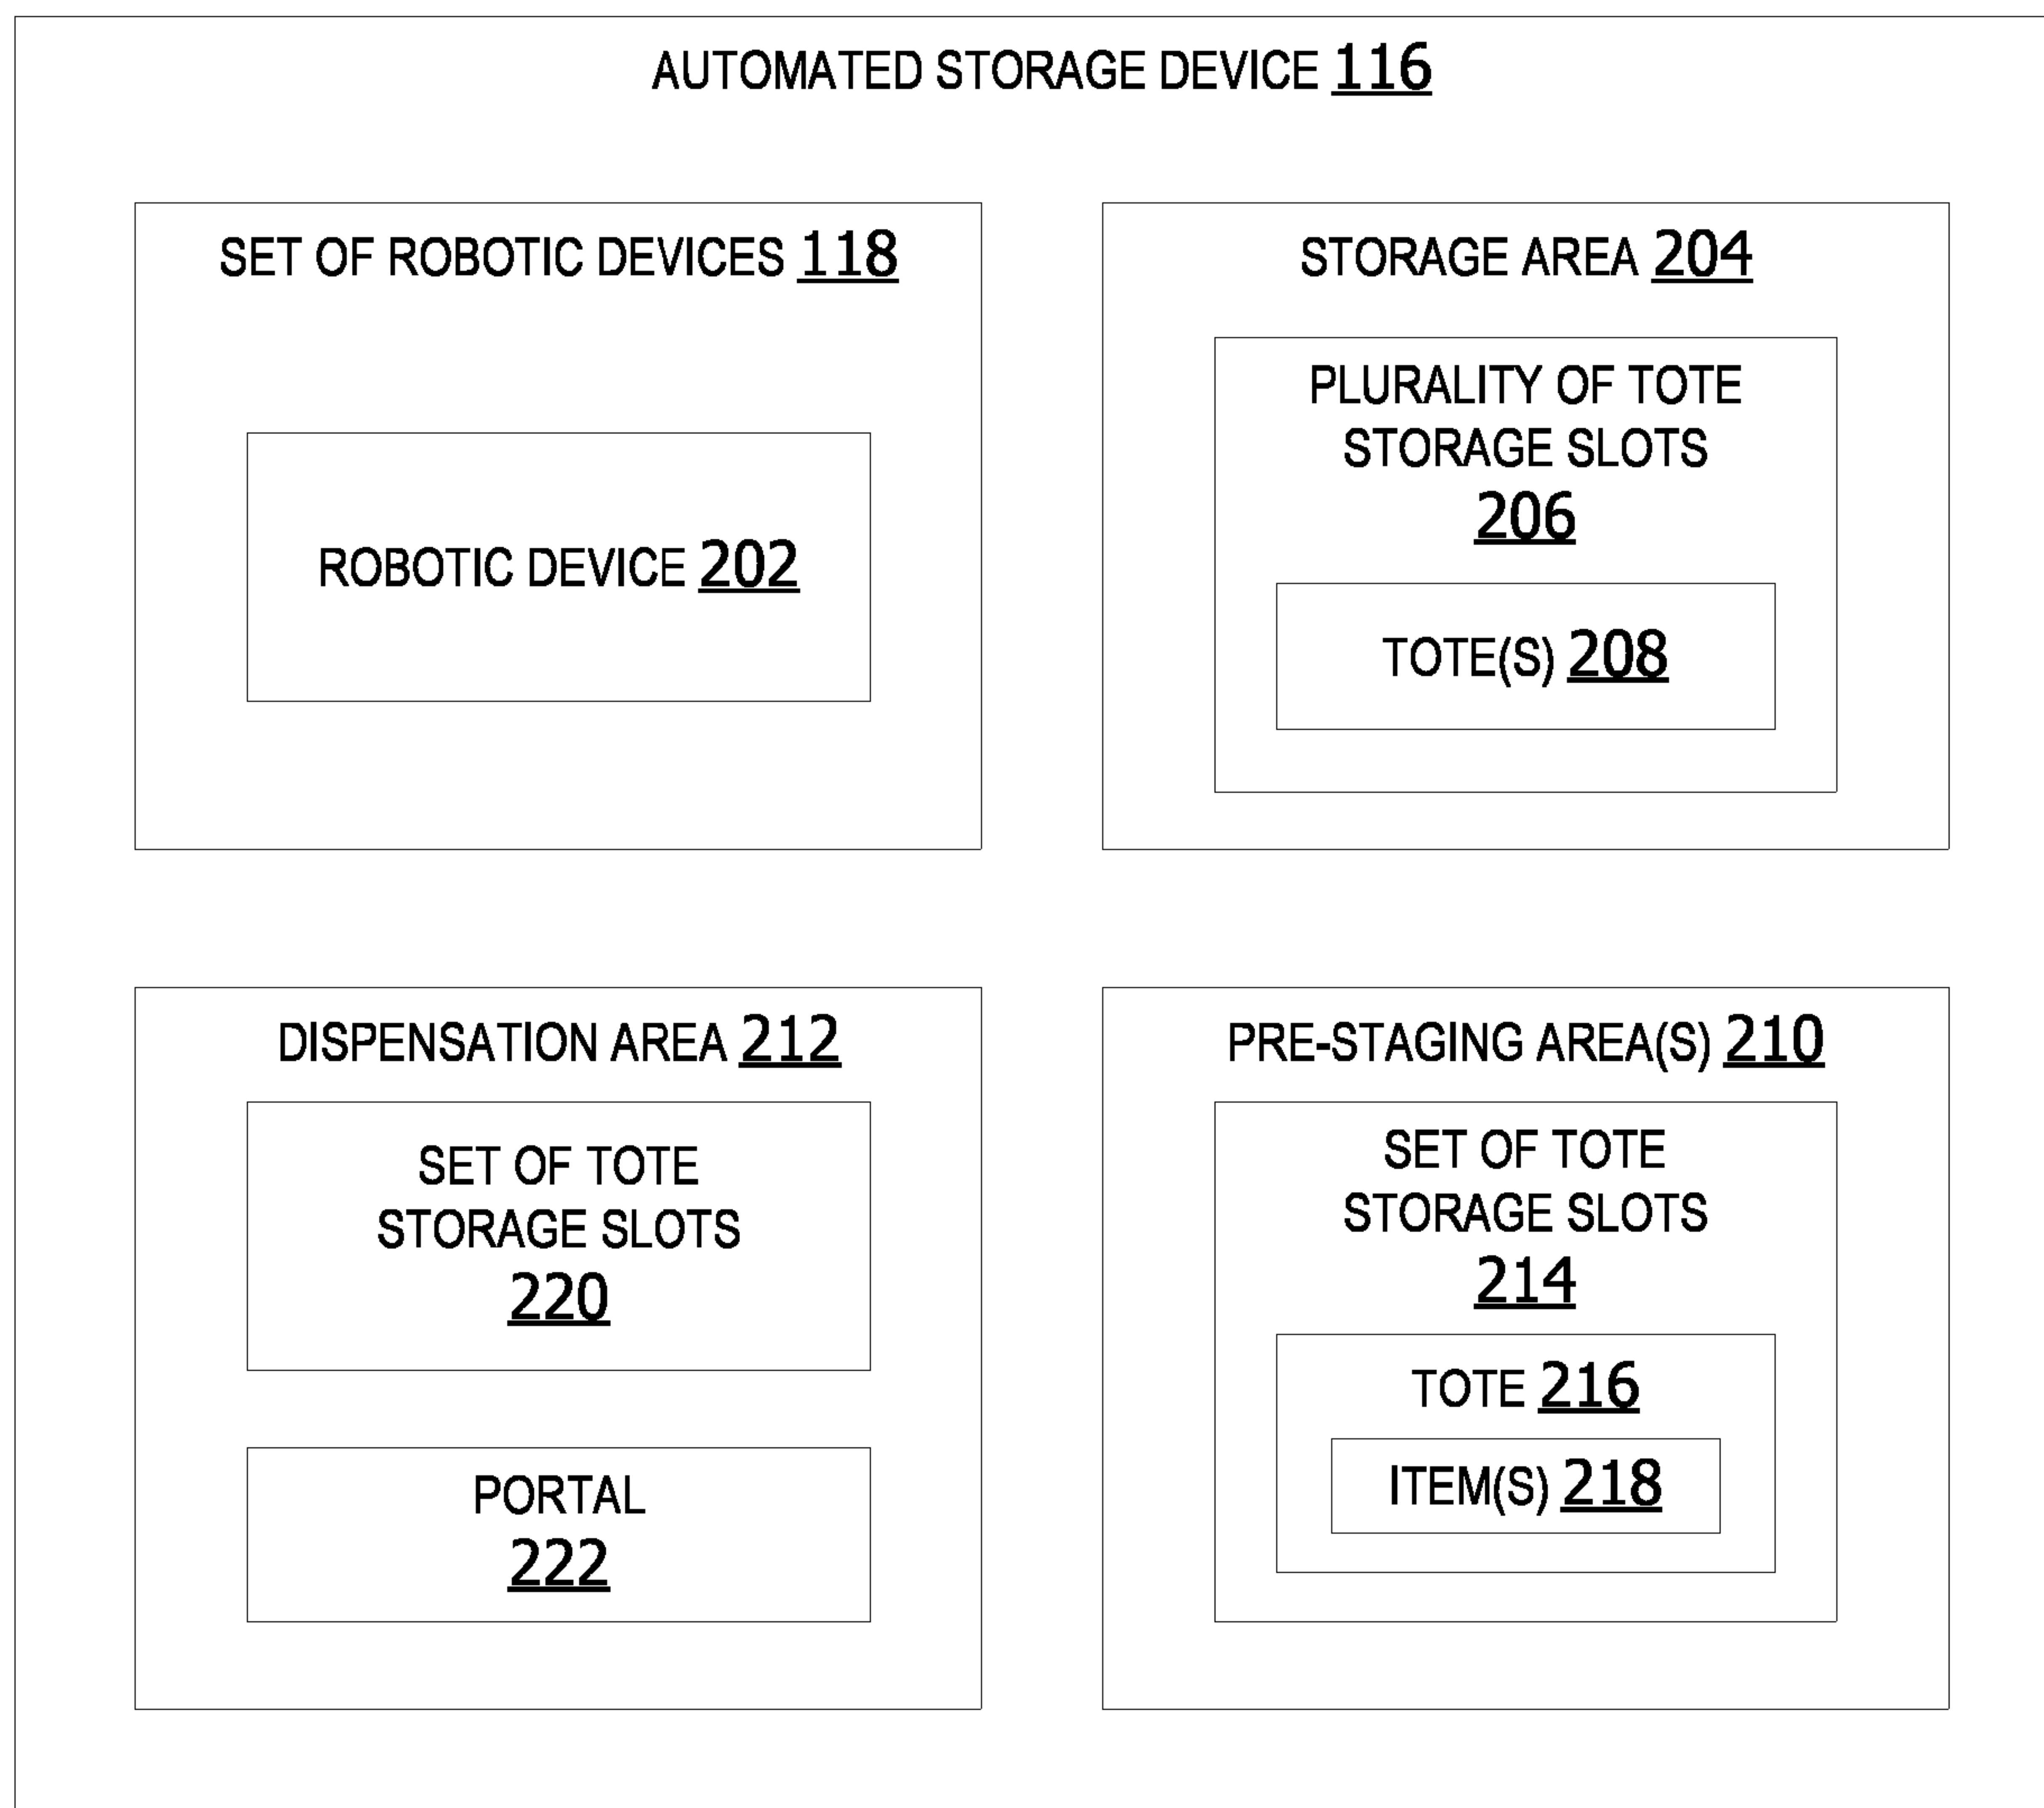 AUTOMATED STORAGE DEVICE 116
SET OF ROBOTIC DEVICES 118
ROBOTIC DEVICE 202
STORAGE AREA 204
PLURALITY OF TOTE
STORAGE SLOTS
206
TOTE(S) 208
DISPENSATION AREA 212
SET OF TOTE
STORAGE SLOTS
220
PORTAL
222
PRE-STAGING AREA(S) 210
SET OF TOTE
STORAGE SLOTS
214
TOTE 216
ITEM(S) 218